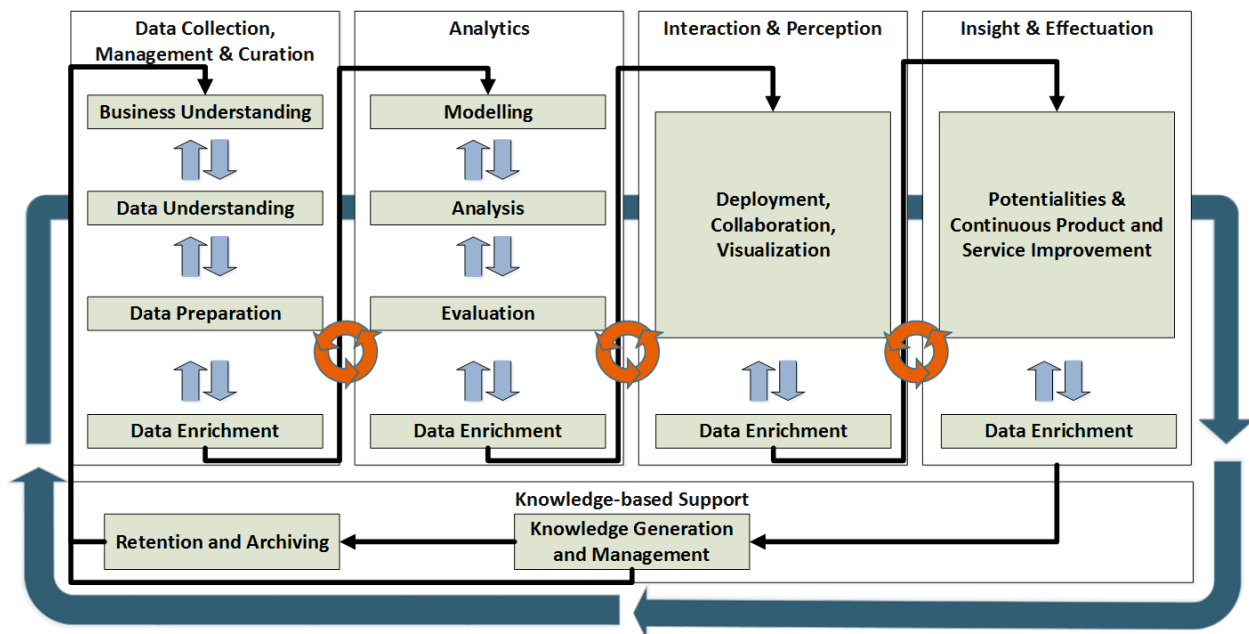 Data Collection,
Management & Curation
Business Understanding
Data Understanding
Data Preparation
Data Enrichment
Analytics
Modelling
Analysis
Evaluation
Data Enrichment
Interaction & Perception
Deployment,
Collaboration,
Visualization
Data Enrichment
Insight & Effectuation
Potentialities &
Continuous Product and
Service Improvement
Data Enrichment
Knowledge-based Support
Retention and Archiving
Knowledge Generation
and Management